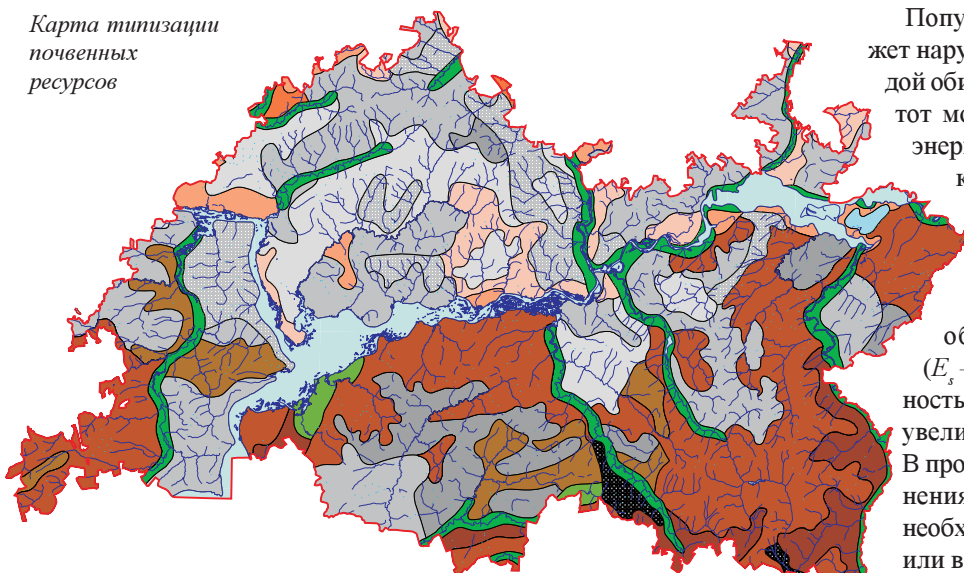 Карта типизации
почвенных
ресурсов
Попу
жет нару
дой оби
тот мо
энер
к
об
(E_s –
ность
увели
В про
нения
необх
или в